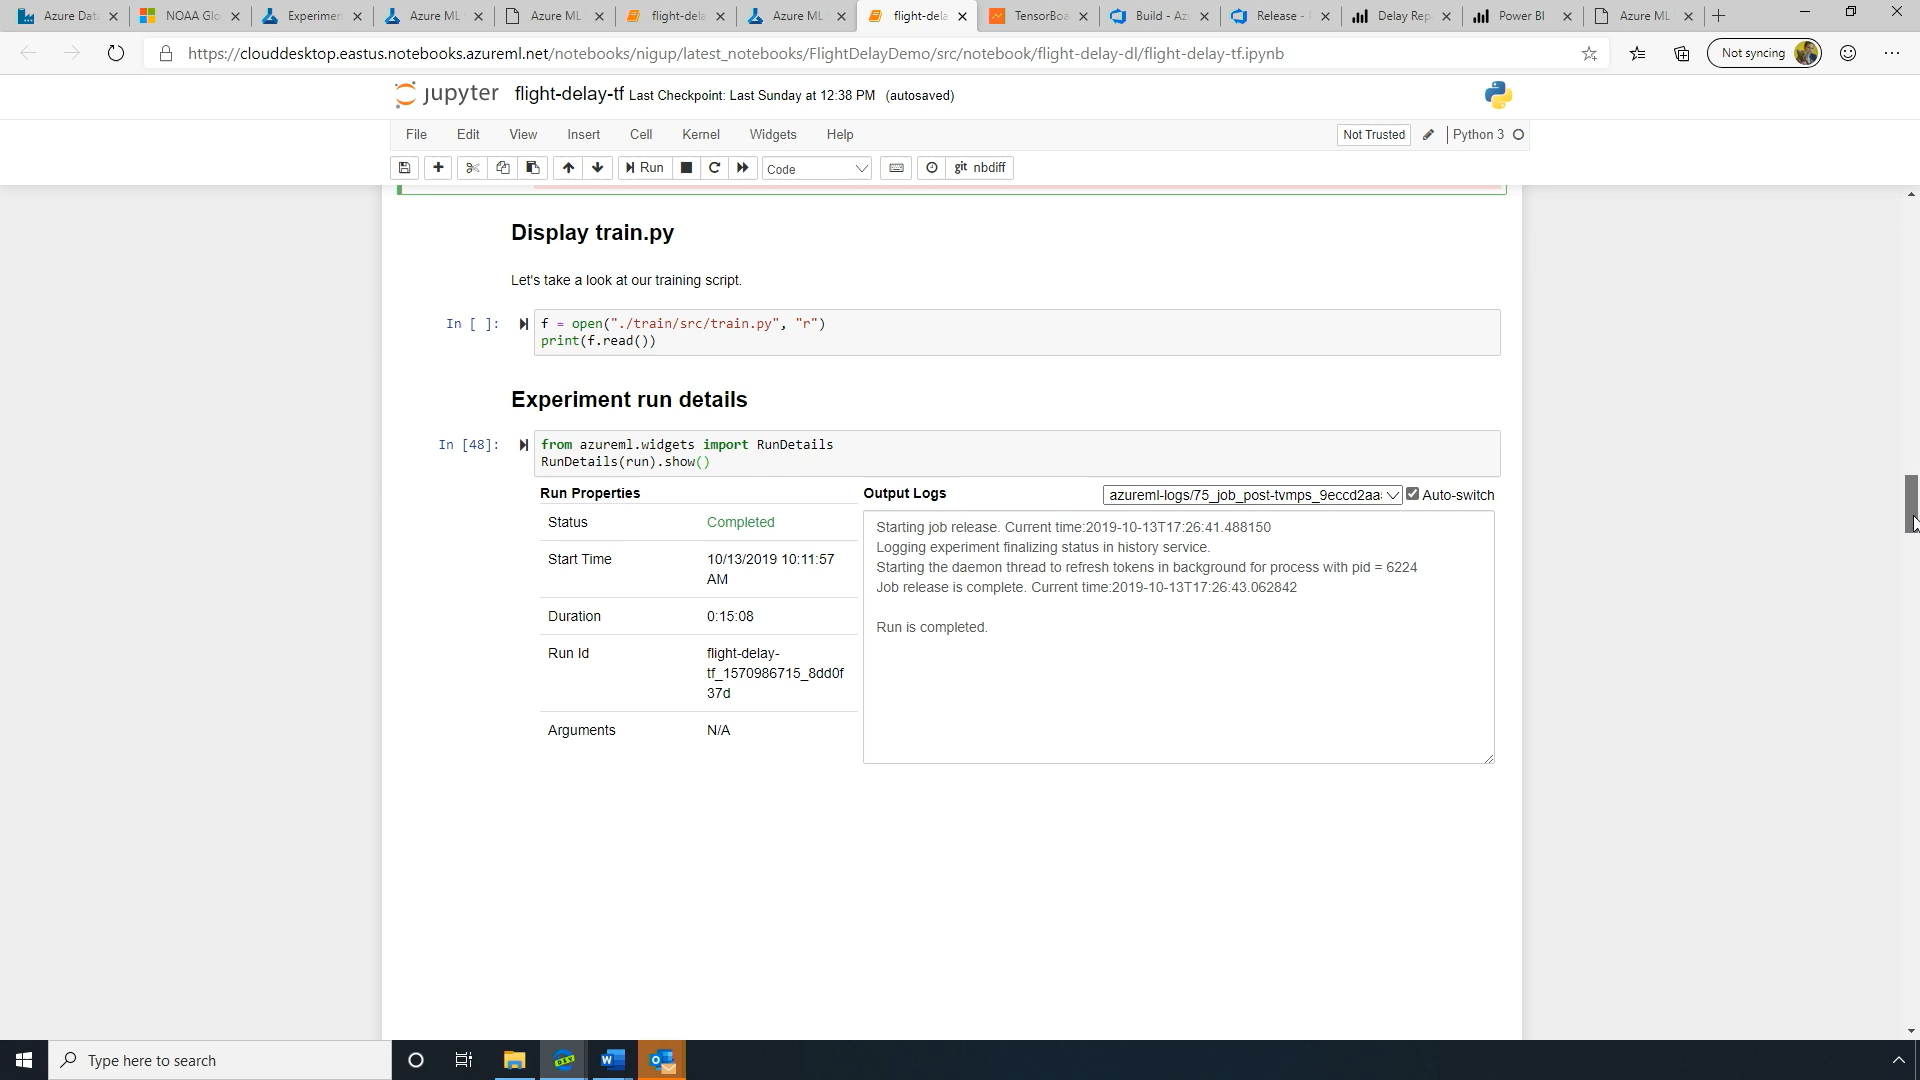 Azure Dat
NOAA Glo
Experimen
Azure ML
Azure ML
flight-dela
Azure ML
flight-dela
TensorBoa
Build - Az
Release -
Delay Rep
Power BI
Azure ML
https://clouddesktop.eastus.notebooks.azureml.net/notebooks/nigup/latest_notebooks/FlightDelayDemo/src/notebook/flight-delay-dl/flight-delay-tf.ipynb
Not syncing
jupyter flight-delay-tf Last Checkpoint: Last Sunday at 12:38 PM (autosaved)
File Edit View Insert Cell Kernel Widgets Help
Not Trusted Python 3
Run Code git nbdiff
Display train.py
Let's take a look at our training script.
In [ ]: f = open("./train/src/train.py", "r")
print(f.read())
Experiment run details
In [48]: from azureml.widgets import RunDetails
RunDetails(run).show()
Run Properties
Status Completed
Start Time 10/13/2019 10:11:57
AM
Duration 0:15:08
Run Id flight-delay-
tf_1570986715_8dd0f
37d
Arguments N/A
Output Logs azureml-logs/75_job_post-tvmps_9eccd2aa Auto-switch
Starting job release. Current time:2019-10-13T17:26:41.488150
Logging experiment finalizing status in history service.
Starting the daemon thread to refresh tokens in background for process with pid = 6224
Job release is complete. Current time:2019-10-13T17:26:43.062842
Run is completed.
Type here to search